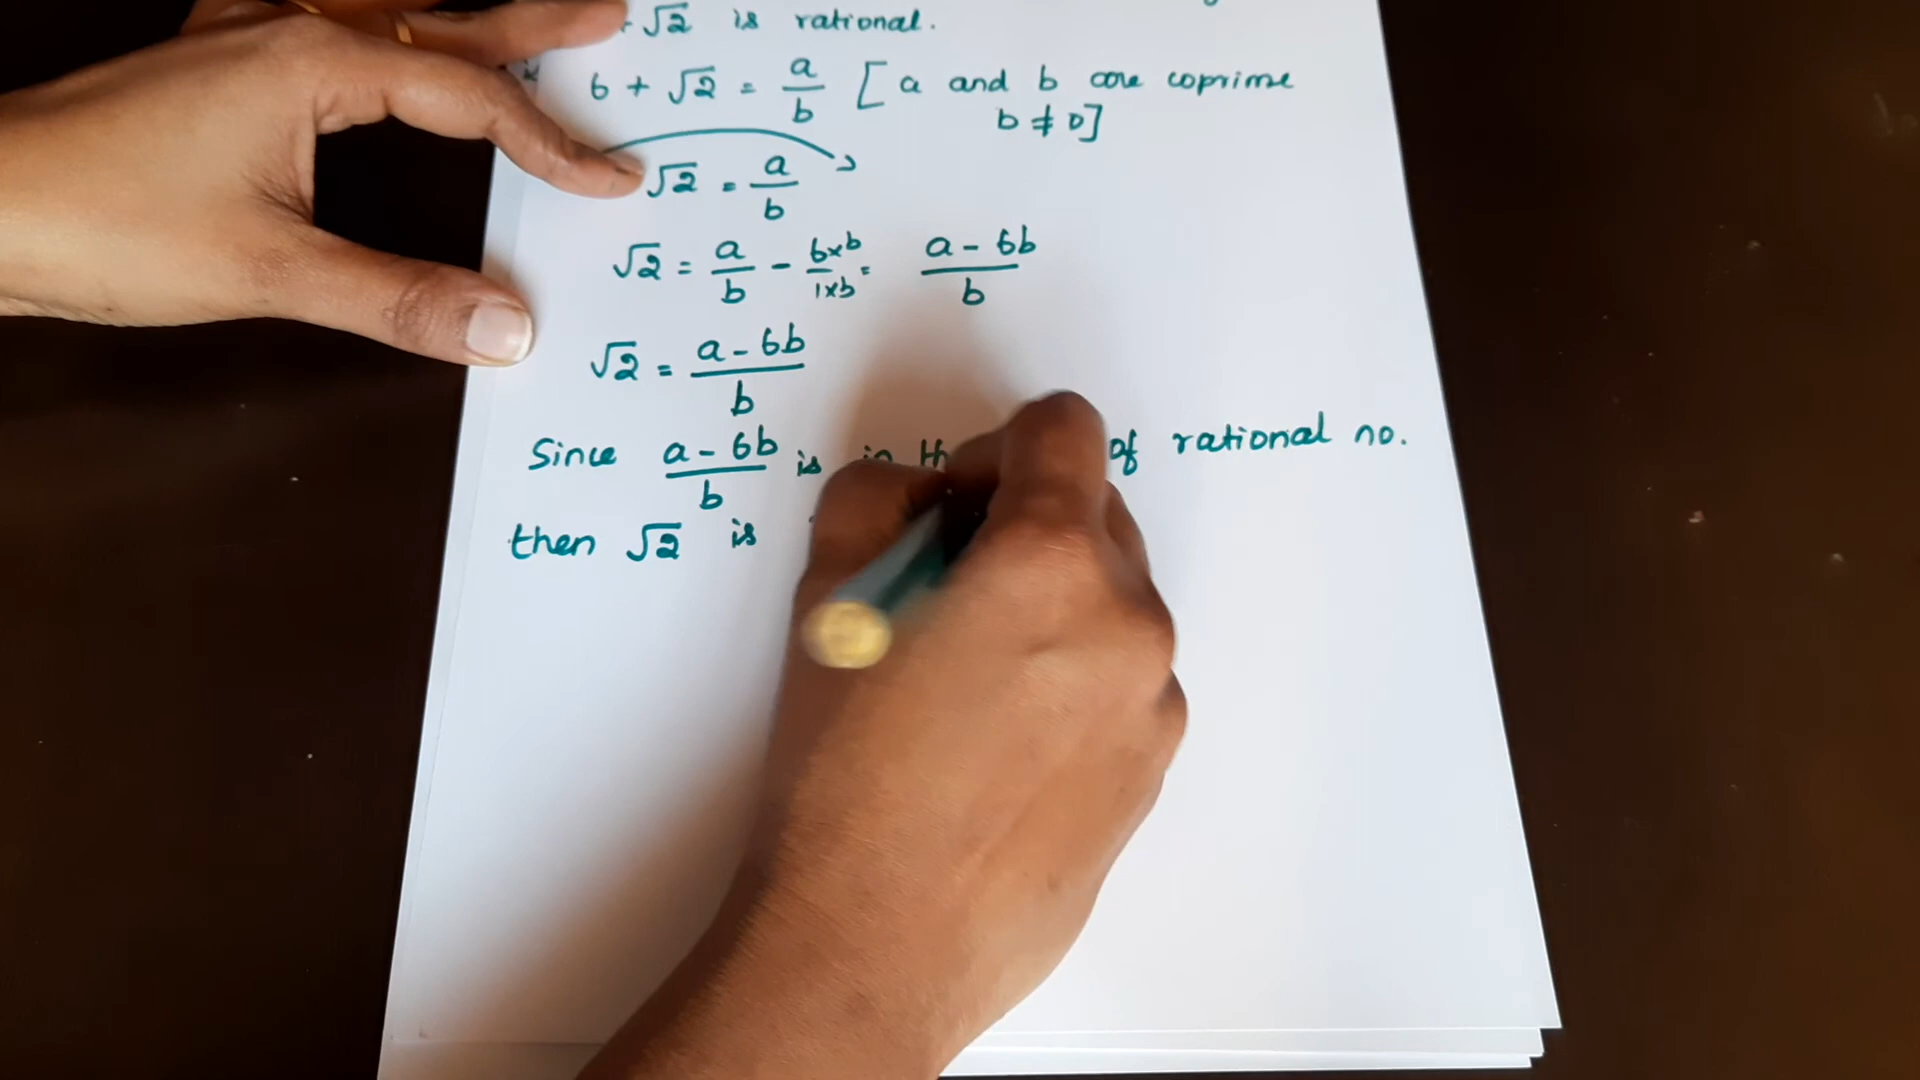 √2 is rational.
6 + √2 = a/b [a and b are coprime
b ≠ 0]
√2 = a/b
√2 = a/b - 6×b/1×b = a - 6b/b
√2 = a - 6b/b
Since a - 6b/b is in of rational no.
then √2 is